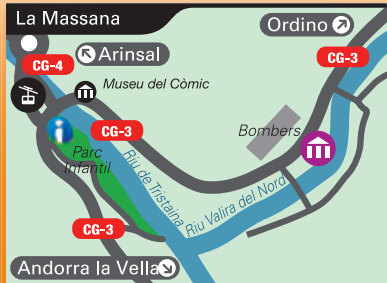 La Massana
Ordino
Arinsal
CG-3
CG-4
Museu del Còmic
CG-3
Bombers
Parc
Infantil
Riu de Tristaina
Riu Valira del Nord
CG-3
Andorra la Vella